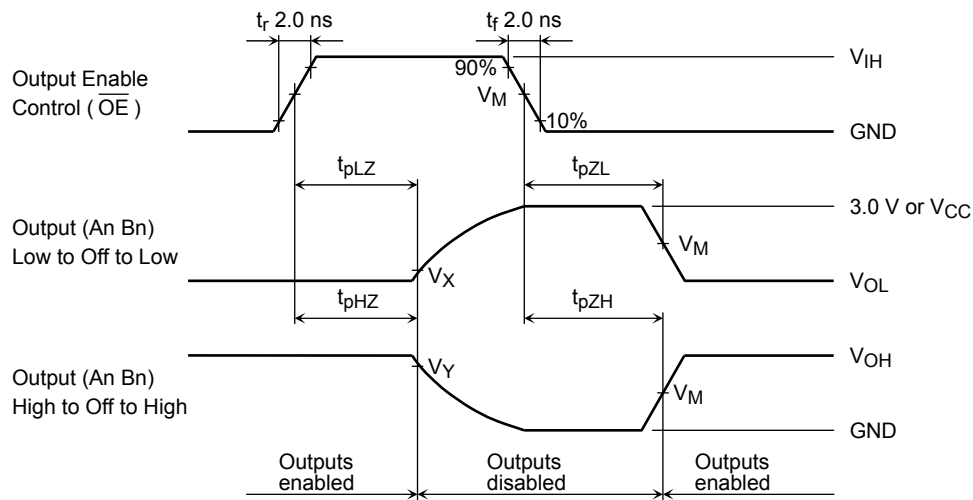 tr 2.0 ns
tf 2.0 ns
VIH
90%
Output Enable
Control ( OE )
VM
10%
GND
tpLZ
tpZL
3.0 V or VCC
Output (An Bn)
Low to Off to Low
VM
VX
VOL
tpHZ
tpZH
VOH
VY
Output (An Bn)
High to Off to High
VM
GND
Outputs
enabled
Outputs
disabled
Outputs
enabled